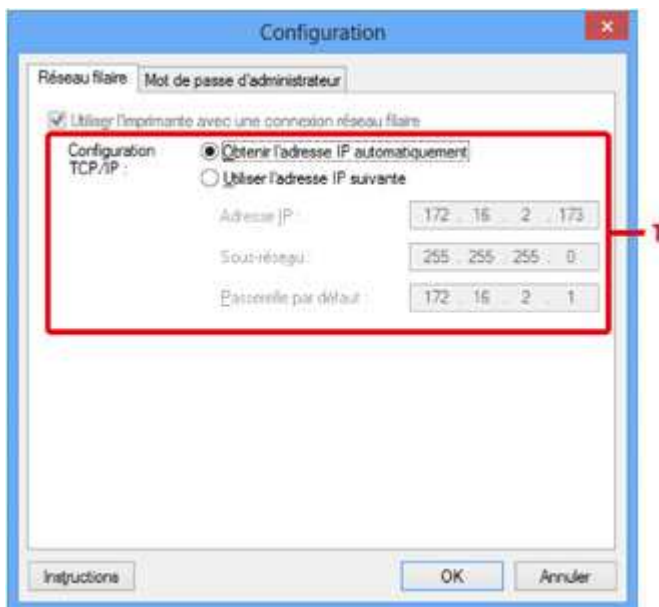 Configuration
Réseau filaire Mot de passe d'administrateur
Utiliser l'imprimante avec une connexion réseau filaire
Configuration TCP/IP :
Obtenir l'adresse IP automatiquement
Utiliser l'adresse IP suivante
Adresse IP : 172 . 16 . 2 . 173
Sous-réseau : 255 . 255 . 255 . 0
Passerelle par défaut : 172 . 16 . 2 . 1
1
Instructions OK Annuler